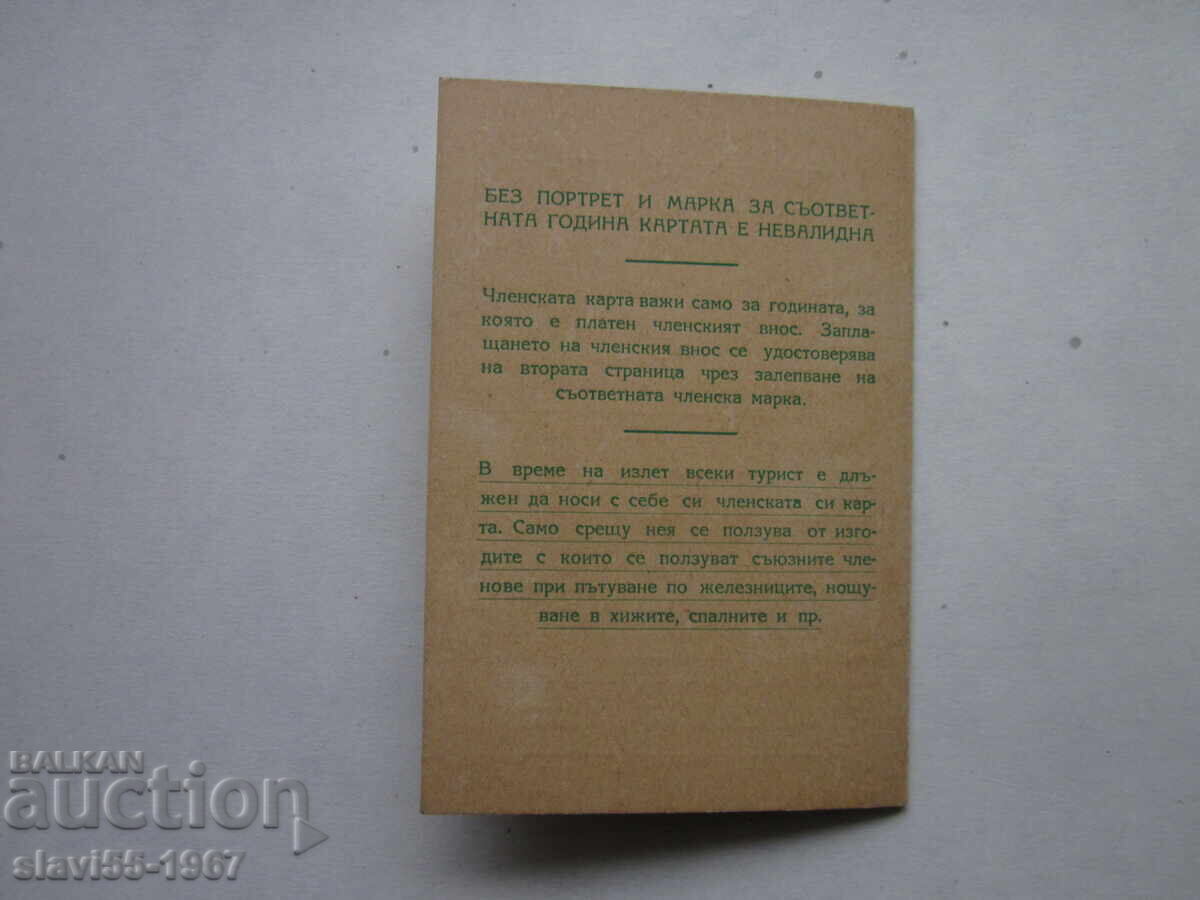 БЕЗ ПОРТРЕТ И МАРКА ЗА СЪОТВЕТ-
НАТА ГОДИНА КАРТАТА Е НЕВАЛИДНА
Членската карта важи само за годината, за
която е платен членският внос. Запла-
щането на членския внос се удостоверява
на втората страница чрез залепване на
съответната членска марка.
В време на излет всеки турист е длъ-
жен да носи с себе си членската си кар-
та. Само срещу нея се ползува от изго-
дите с които се ползуват съюзните чле-
нове при пътуване по железниците, нощу-
ване в хижите, спалните и пр.
BALKAN
auction
slavi55-1967